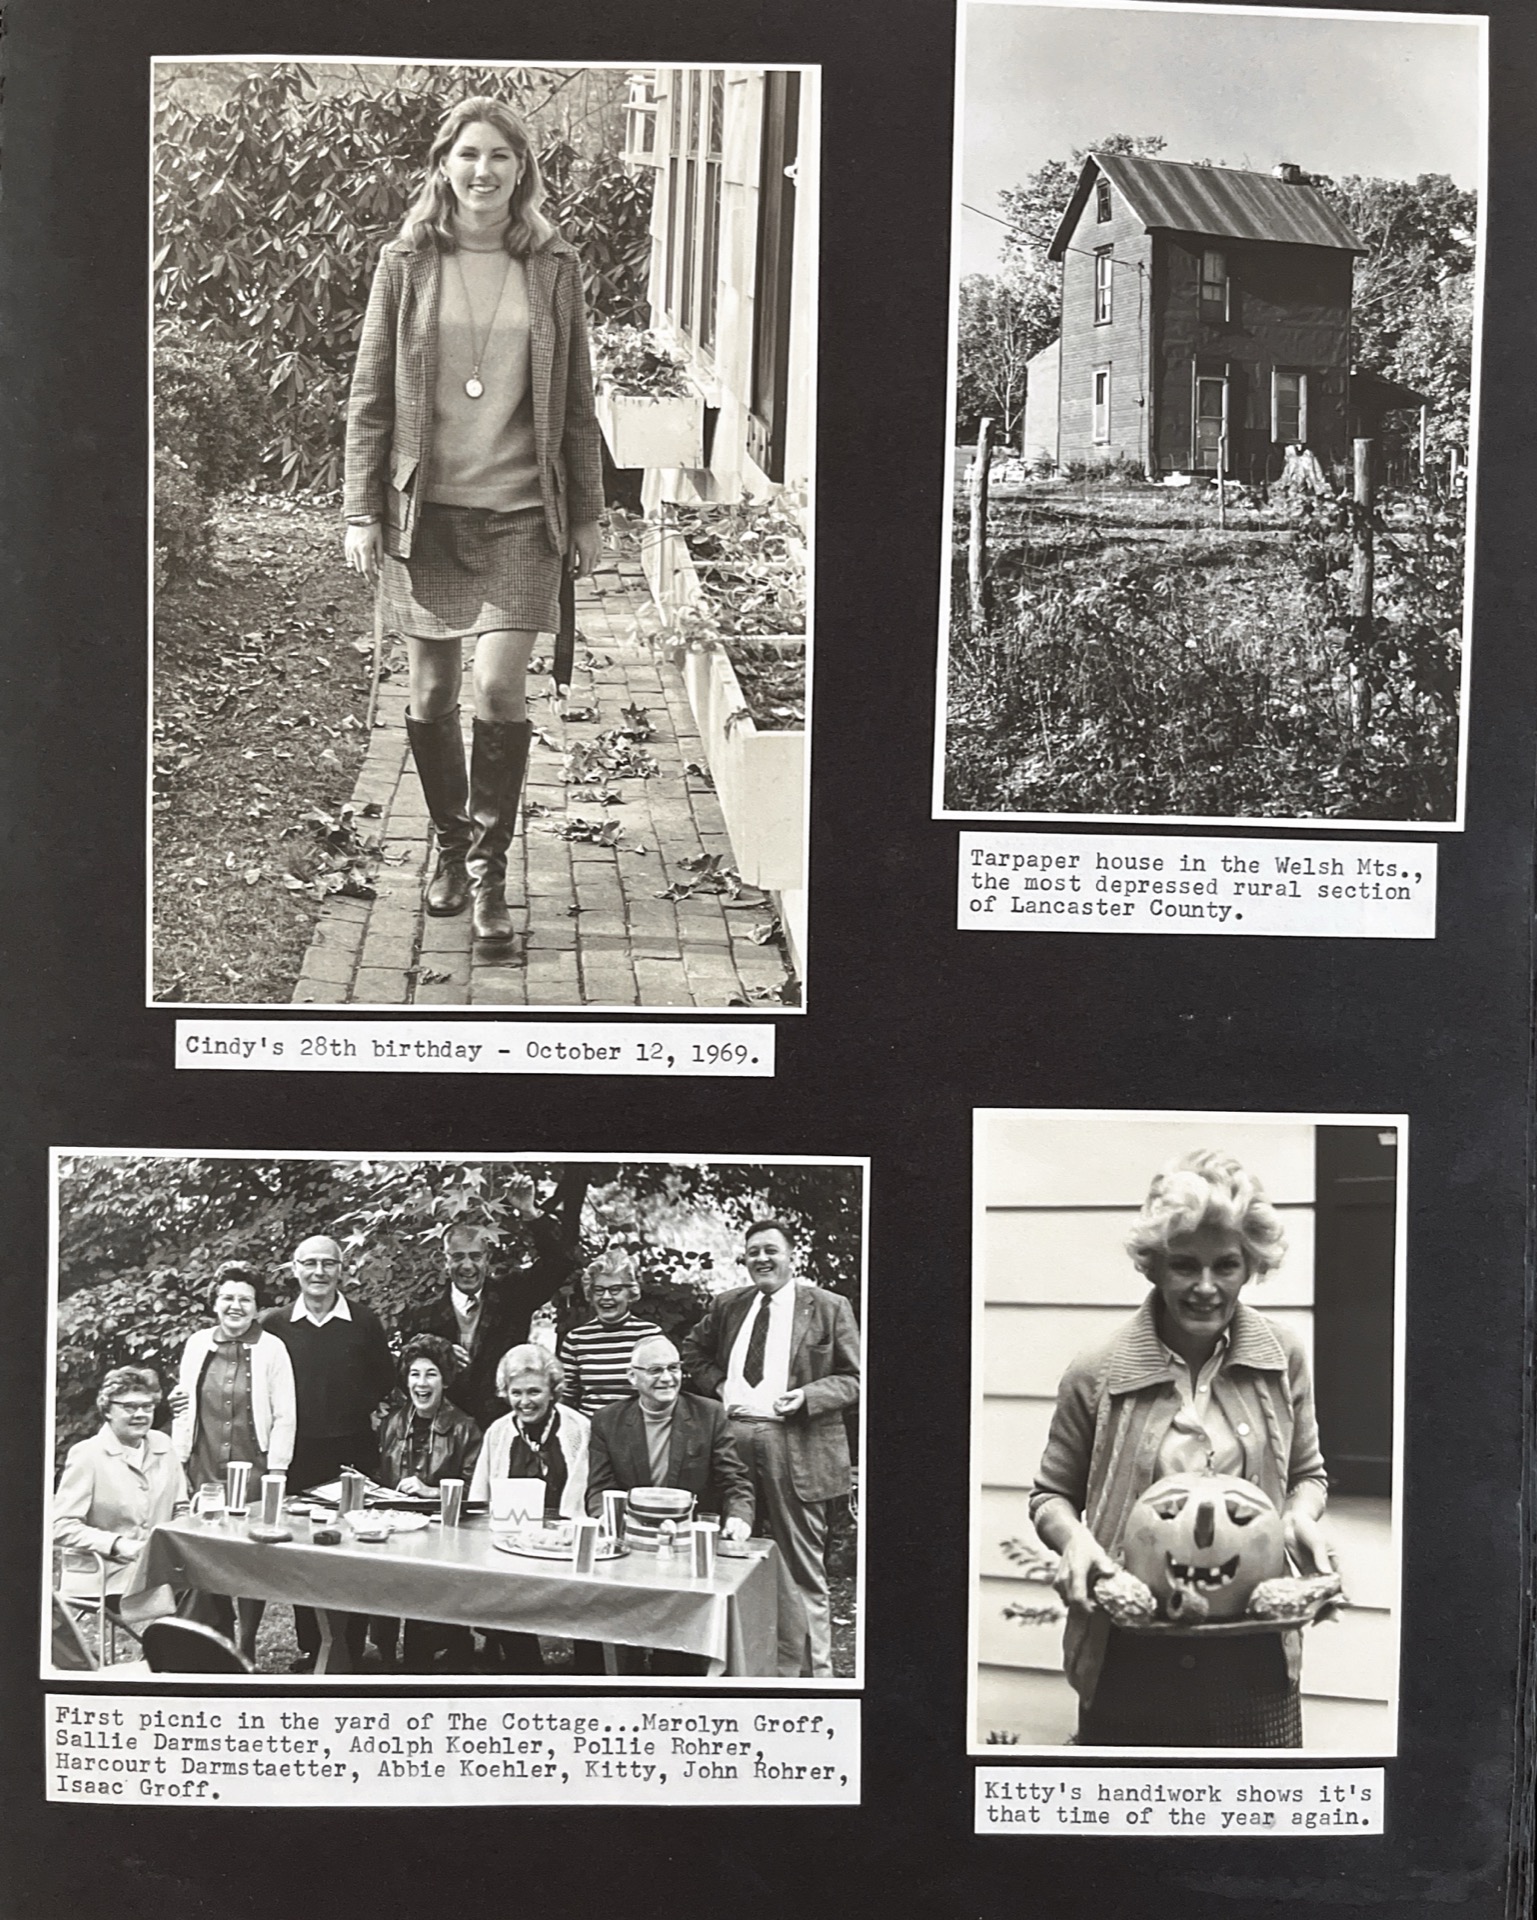 Cindy's 28th birthday - October 12, 1969.
Tarpaper house in the Welsh Mts.,
the most depressed rural section
of Lancaster County.
First picnic in the yard of The Cottage...Marolyn Groff,
Sallie Darmstaetter, Adolph Koehler, Pollie Rohrer,
Harcourt Darmstaetter, Abbie Koehler, Kitty, John Rohrer,
Isaac Groff.
Kitty's handiwork shows it's
that time of the year again.